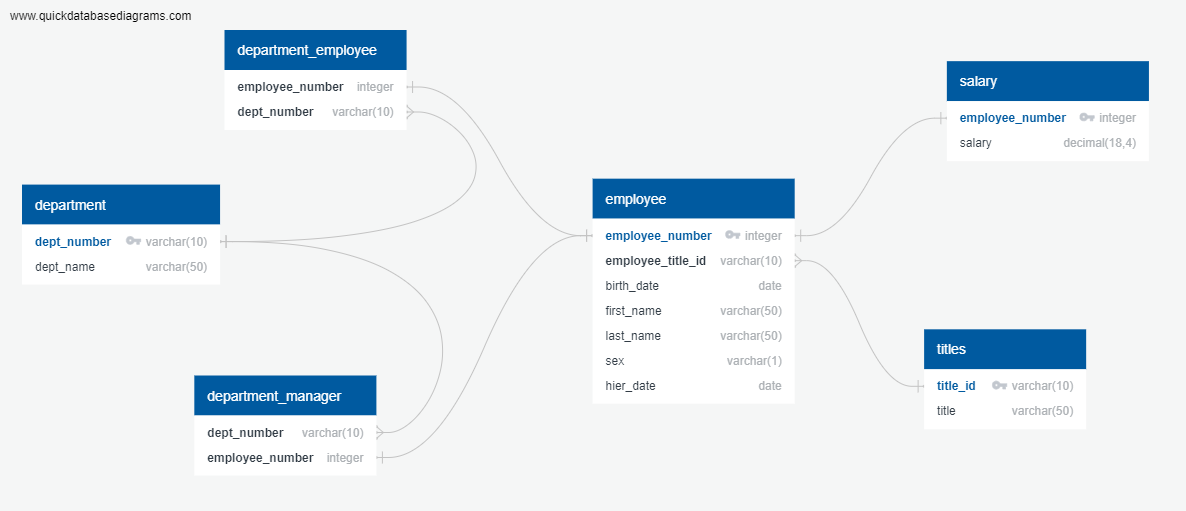 www.quickdatabasediagrams.com
department_employee
employee_number integer
dept_number varchar(10)
department
dept_number varchar(10)
dept_name varchar(50)
department_manager
dept_number varchar(10)
employee_number integer
employee
employee_number integer
employee_title_id varchar(10)
birth_date date
first_name varchar(50)
last_name varchar(50)
sex varchar(1)
hier_date date
salary
employee_number integer
salary decimal(18,4)
titles
title_id varchar(10)
title varchar(50)